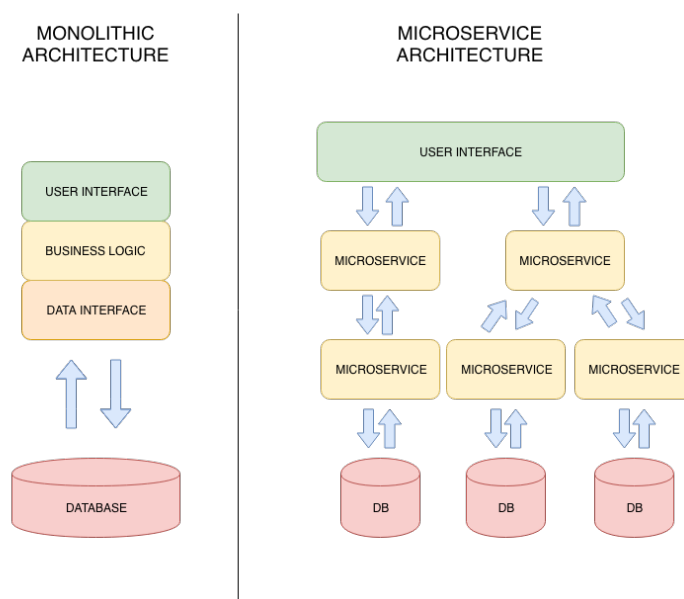 MONOLITHIC
ARCHITECTURE
USER INTERFACE
BUSINESS LOGIC
DATA INTERFACE
DATABASE
MICROSERVICE
ARCHITECTURE
USER INTERFACE
MICROSERVICE
MICROSERVICE
MICROSERVICE
MICROSERVICE
MICROSERVICE
DB
DB
DB